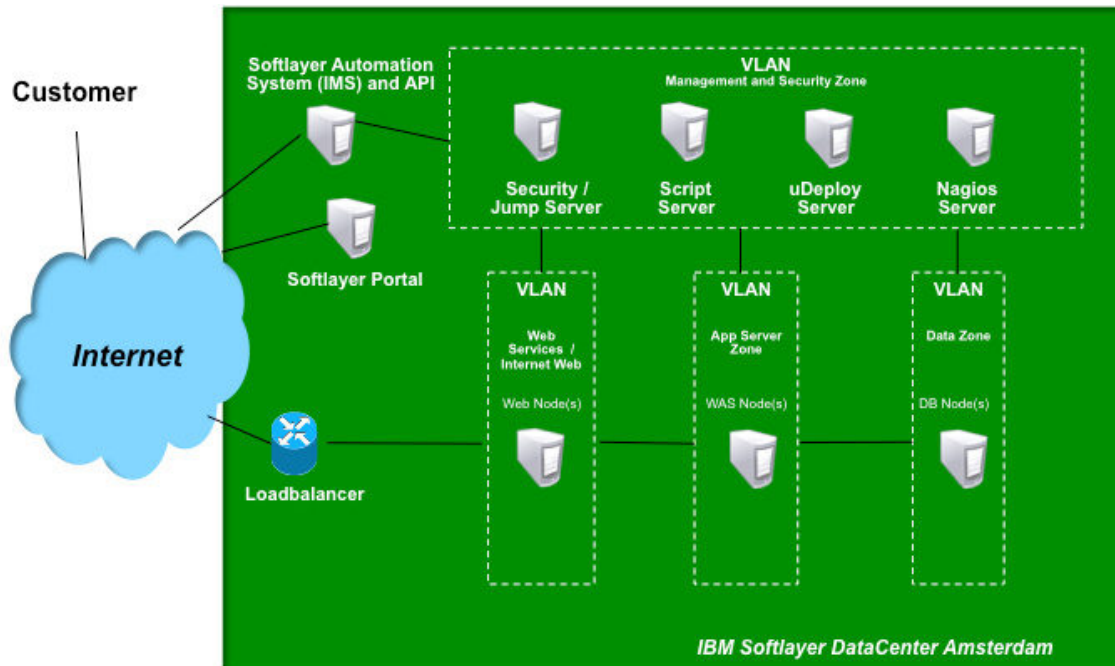 Customer
Softlayer Automation
System (IMS) and API
VLAN
Management and Security Zone
Security /
Jump Server
Script
Server
uDeploy
Server
Nagios
Server
Softlayer Portal
Internet
Loadbalancer
VLAN
Web
Services /
Internet Web
Web Node(s)
VLAN
App Server
Zone
WAS Node(s)
VLAN
Data Zone
DB Node(s)
IBM Softlayer DataCenter Amsterdam